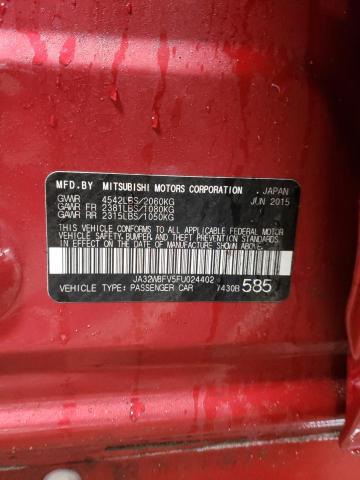 MFD.BY MITSUBISHI MOTORS CORPORATION , JAPAN
GVWR 4542LBS/2060KG JUN 2015
GAWR FR 2381LBS/1080KG
GAWR RR 2315LBS/1050KG
THIS VEHICLE CONFORMS TO ALL APPLICABLE FEDERAL MOTOR
VEHICLE SAFETY, BUMPER, AND THEFT PREVENTION STANDARDS
IN EFFECT ON THE DATE OF MANUFACTURE SHOWN ABOVE.
JA32W8FV5FU024402
VEHICLE TYPE: PASSENGER CAR 7430B 585